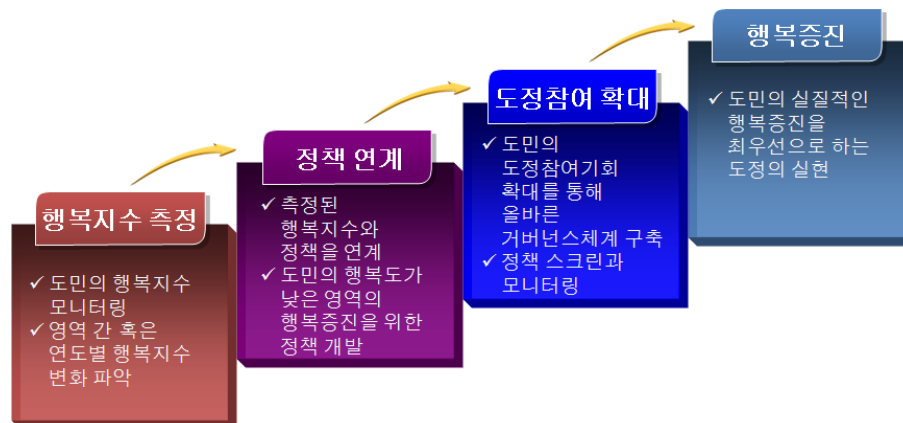 행복지수 측정
✓ 도민의 행복지수
모니터링
✓ 영역 간 혹은
연도별 행복지수
변화 파악
정책 연계
✓ 측정된
행복지수와
정책을 연계
✓ 도민의 행복도가
낮은 영역의
행복증진을 위한
정책 개발
도정참여 확대
✓ 도민의
도정참여기회
확대를 통해
올바른
거버넌스체계 구축
✓ 정책 스크린과
모니터링
행복증진
✓ 도민의 실질적인
행복증진을
최우선으로 하는
도정의 실현